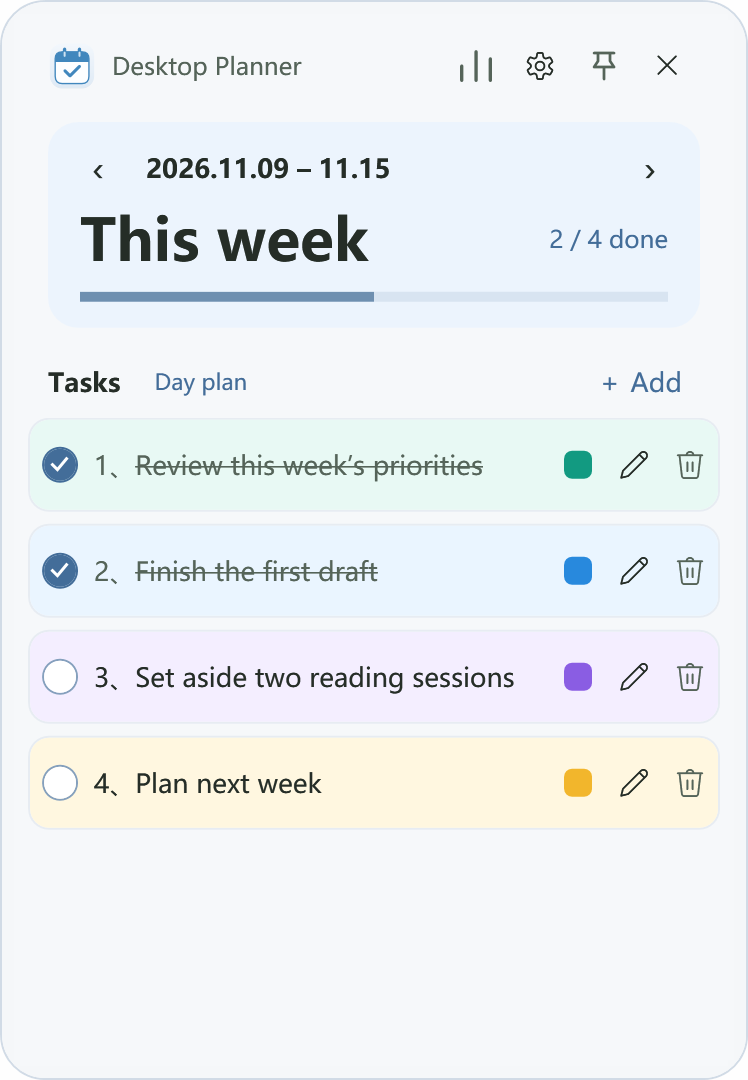 Desktop Planner
‹ 2026.11.09 – 11.15 ›
This week
2 / 4 done
Tasks Day plan + Add
1、Review this week’s priorities
2、Finish the first draft
3、Set aside two reading sessions
4、Plan next week